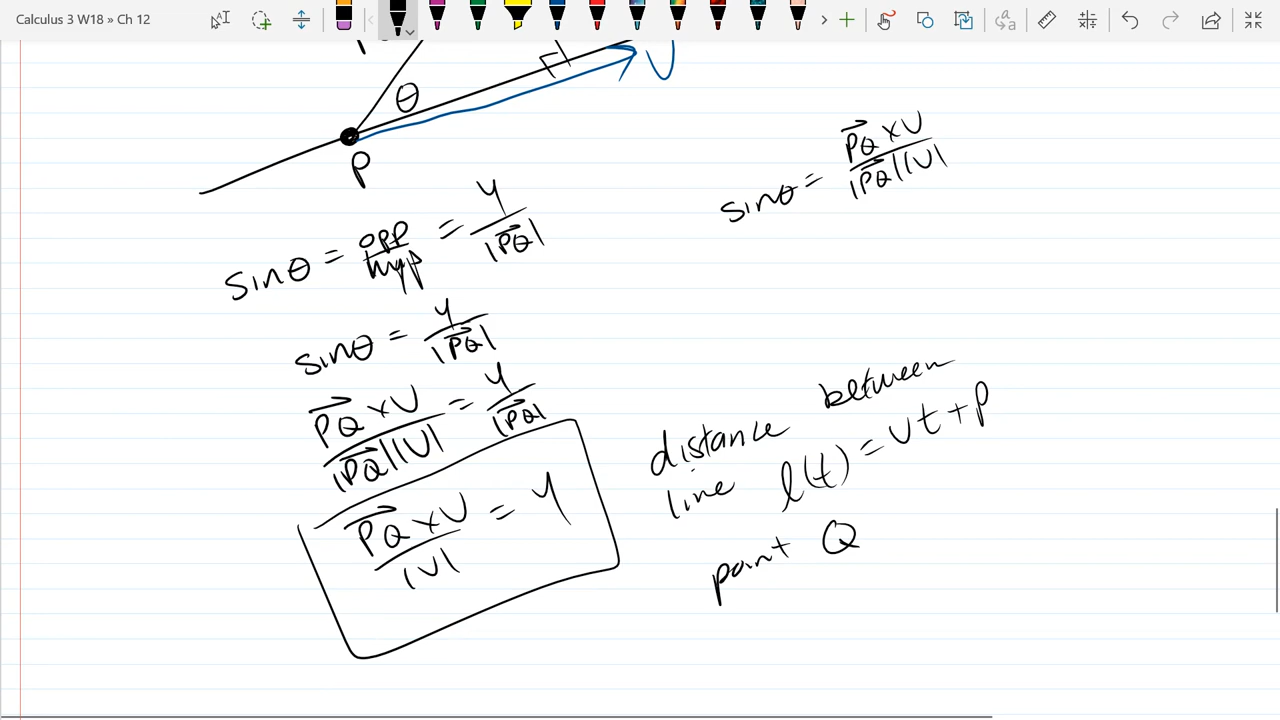 Calculus 3 W18 » Ch 12
θ
U
P
sinθ = opp/hyp = y/|PQ⃗|
sinθ = y/|PQ⃗|
PQ⃗ × U/|PQ⃗||U| = y/|PQ⃗|
PQ⃗ × U/|U| = y
sinθ = PQ⃗ × U/|PQ⃗||U|
distance between
line l(t) = Ut + P
point Q